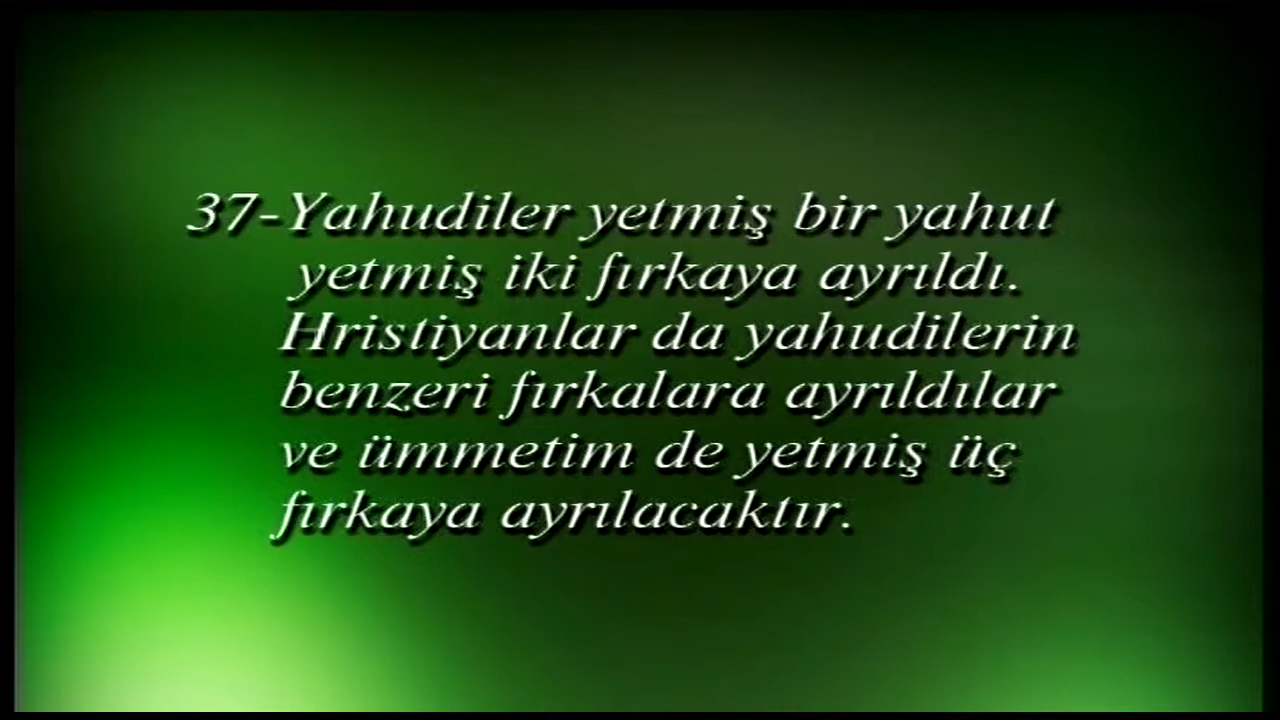 37-Yahudiler yetmiş bir yahut
yetmiş iki fırkaya ayrıldı.
Hristiyanlar da yahudilerin
benzeri fırkalara ayrıldılar
ve ümmetim de yetmiş üç
fırkaya ayrılacaktır.